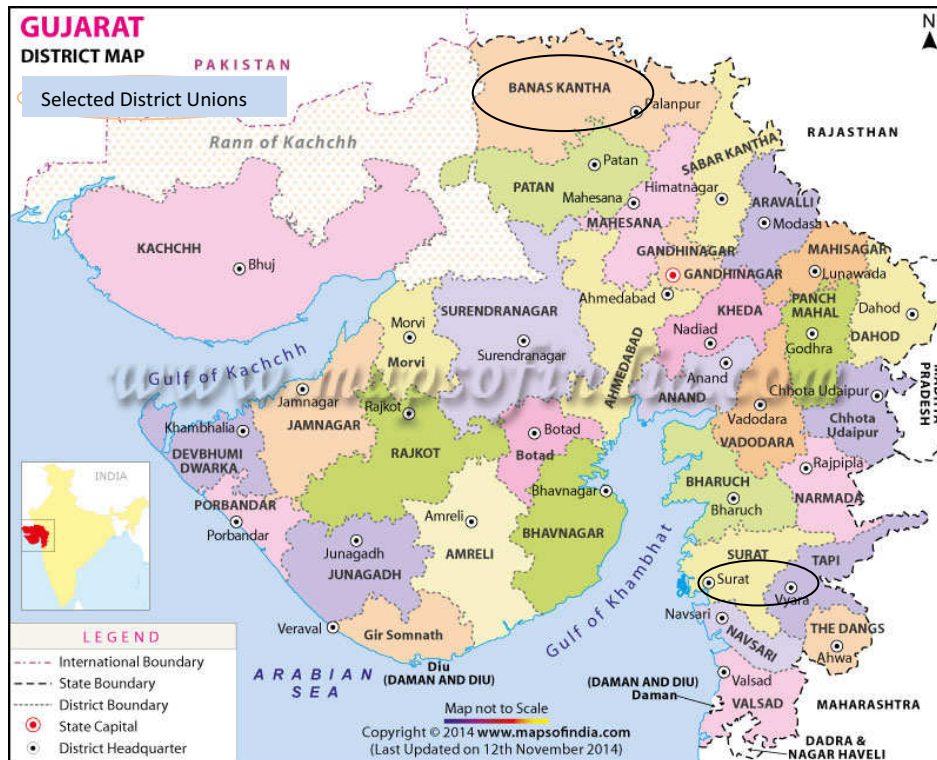 GUJARAT
DISTRICT MAP
Selected District Unions
N
PAKISTAN
RAJASTHAN
BANAS KANTHA
Palanpur
Rann of Kachchh
Patan
PATAN
SABAR KANTHA
Himatnagar
Mahesana
MAHESANA
ARAVALLI
Modasa
KACHCHH
Bhuj
GANDHINAGAR
GANDHINAGAR
MAHISAGAR
Lunawada
Ahmedabad
AHMEDABAD
SURENDRANAGAR
Surendranagar
KHEDA
Nadiad
PANCH
MAHAL
Godhra
Dahod
DAHOD
Morvi
Morvi
Gulf of Kachchh
www.mapsofindia.com
Anand
ANAND
Chhota Udaipur
Chhota
Udaipur
PRADESH
Jamnagar
JAMNAGAR
Rajkot
RAJKOT
Khambhalia
DEVBHUMI
DWARKA
Botad
Botad
Vadodara
VADODARA
Rajpipla
NARMADA
BHARUCH
Bharuch
INDIA
PORBANDAR
Porbandar
Amreli
AMRELI
Bhavnagar
BHAVNAGAR
Junagadh
JUNAGADH
Gulf of Khambhat
SURAT
Surat
TAPI
Vyara
Navsari
NAVSARI
THE DANGS
Ahwa
Veraval
Gir Somnath
ARABIAN
SEA
Diu
(DAMAN AND DIU)
(DAMAN AND DIU)
Daman
Valsad
VALSAD
MAHARASHTRA
DADRA &
NAGAR HAVELI
LEGEND
International Boundary
State Boundary
District Boundary
State Capital
District Headquarter
Map not to Scale
Copyright © 2014 www.mapsofindia.com
(Last Updated on 12th November 2014)